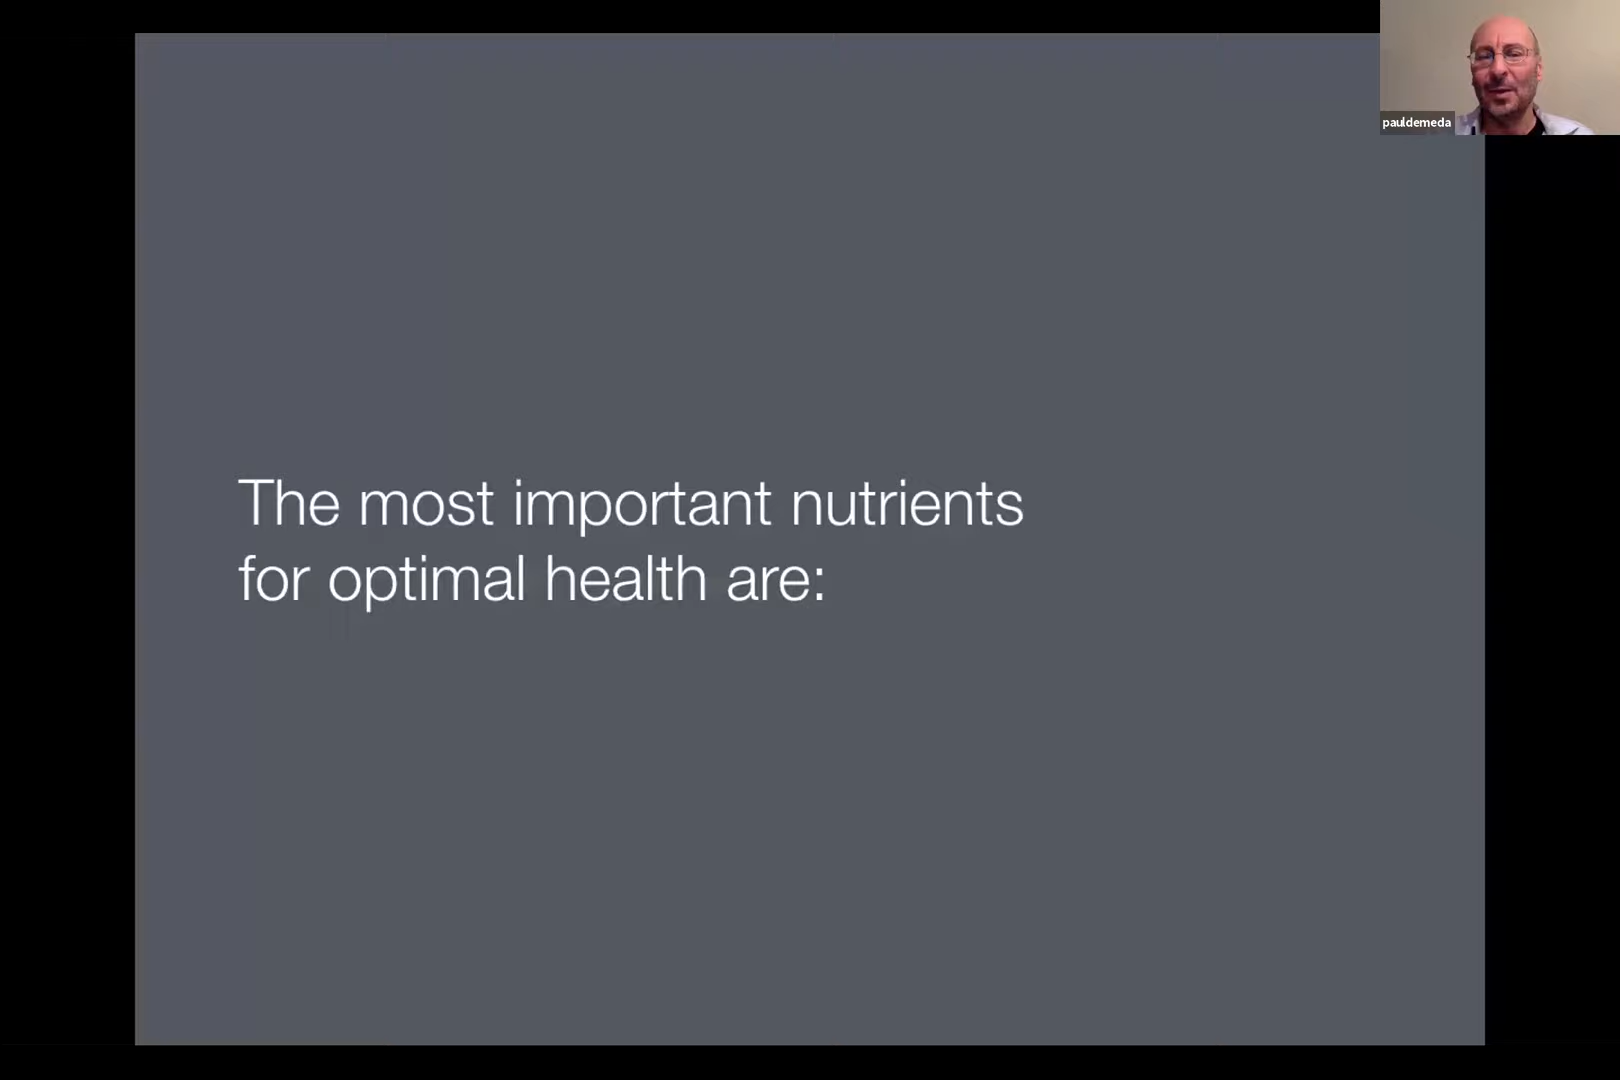 pauldemeda
The most important nutrients
for optimal health are: